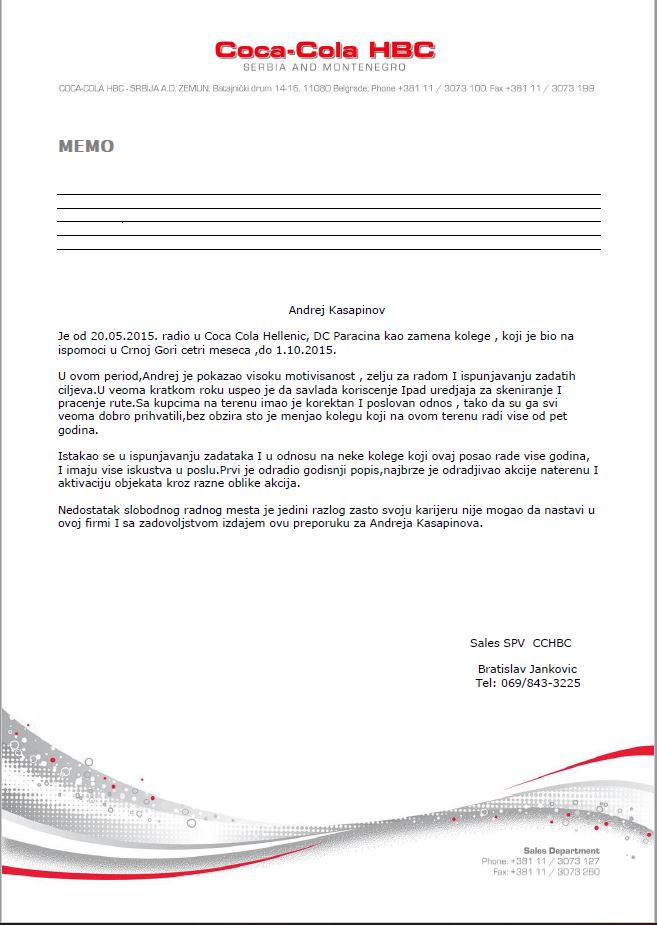 Coca-Cola HBC
SERBIA AND MONTENEGRO
COCA-COLA HBC - SRBIJA A.D. ZEMUN; Batajnički drum 14-16, 11080 Belgrade; Phone +381 11 / 3073 100, Fax +381 11 / 3073 199
MEMO
Andrej Kasapinov
Je od 20.05.2015. radio u Coca Cola Hellenic, DC Paracina kao zamena kolege , koji je bio na
ispomoci u Crnoj Gori cetri meseca ,do 1.10.2015.
U ovom period,Andrej je pokazao visoku motivisanost , zelju za radom I ispunjavanju zadatih
ciljeva.U veoma kratkom roku uspeo je da savlada koriscenje Ipad uredjaja za skeniranje I
pracenje rute.Sa kupcima na terenu imao je korektan I poslovan odnos , tako da su ga svi
veoma dobro prihvatili,bez obzira sto je menjao kolegu koji na ovom terenu radi vise od pet
godina.
Istakao se u ispunjavanju zadataka I u odnosu na neke kolege koji ovaj posao rade vise godina,
I imaju vise iskustva u poslu.Prvi je odradio godisnji popis,najbrze je odradjivao akcije naterenu I
aktivaciju objekata kroz razne oblike akcija.
Nedostatak slobodnog radnog mesta je jedini razlog zasto svoju karijeru nije mogao da nastavi u
ovoj firmi I sa zadovoljstvom izdajem ovu preporuku za Andreja Kasapinova.
Sales SPV CCHBC
Bratislav Jankovic
Tel: 069/843-3225
Sales Department
Phone: +381 11 / 3073 127
Fax: +381 11 / 3073 260